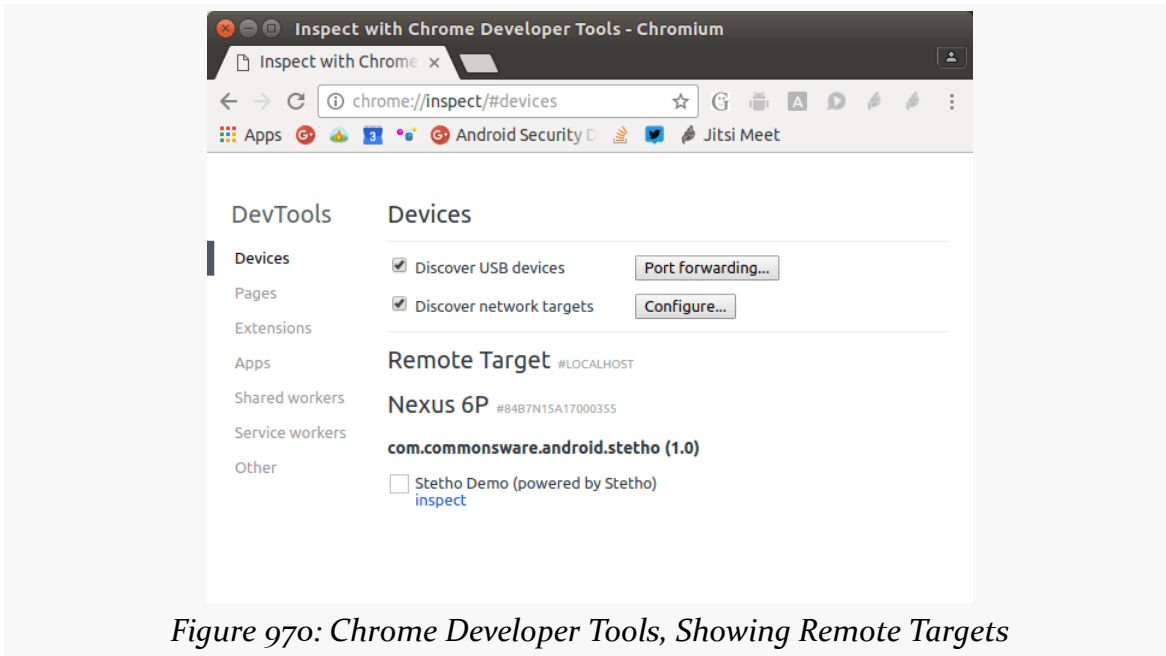 Inspect with Chrome Developer Tools - Chromium
Inspect with Chrome
chrome://inspect/#devices
Apps
3
Android Security D
Jitsi Meet
DevTools
Devices
Devices
Discover USB devices
Port forwarding...
Pages
Discover network targets
Configure...
Extensions
Apps
Remote Target #LOCALHOST
Shared workers
Nexus 6P #84B7N15A17000355
Service workers
com.commonsware.android.stetho (1.0)
Other
Stetho Demo (powered by Stetho)
inspect
Figure 970: Chrome Developer Tools, Showing Remote Targets